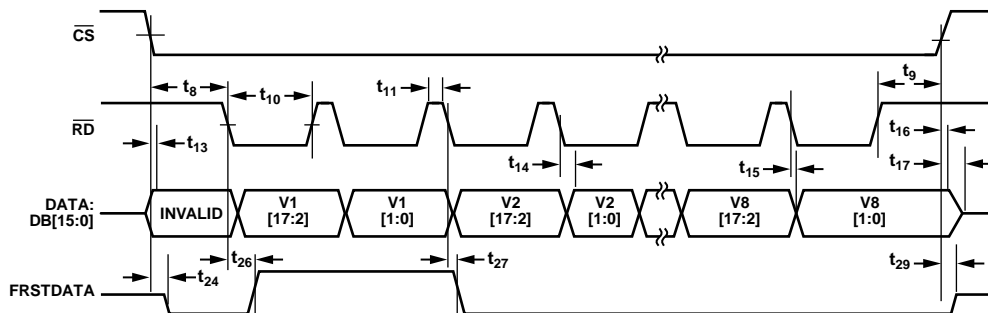 CS
t8
t10
t11
t9
RD
t13
t14
t15
t16
t17
DATA:
DB[15:0]
INVALID
V1
[17:2]
V1
[1:0]
V2
[17:2]
V2
[1:0]
V8
[17:2]
V8
[1:0]
t24
t26
t27
t29
FRSTDATA